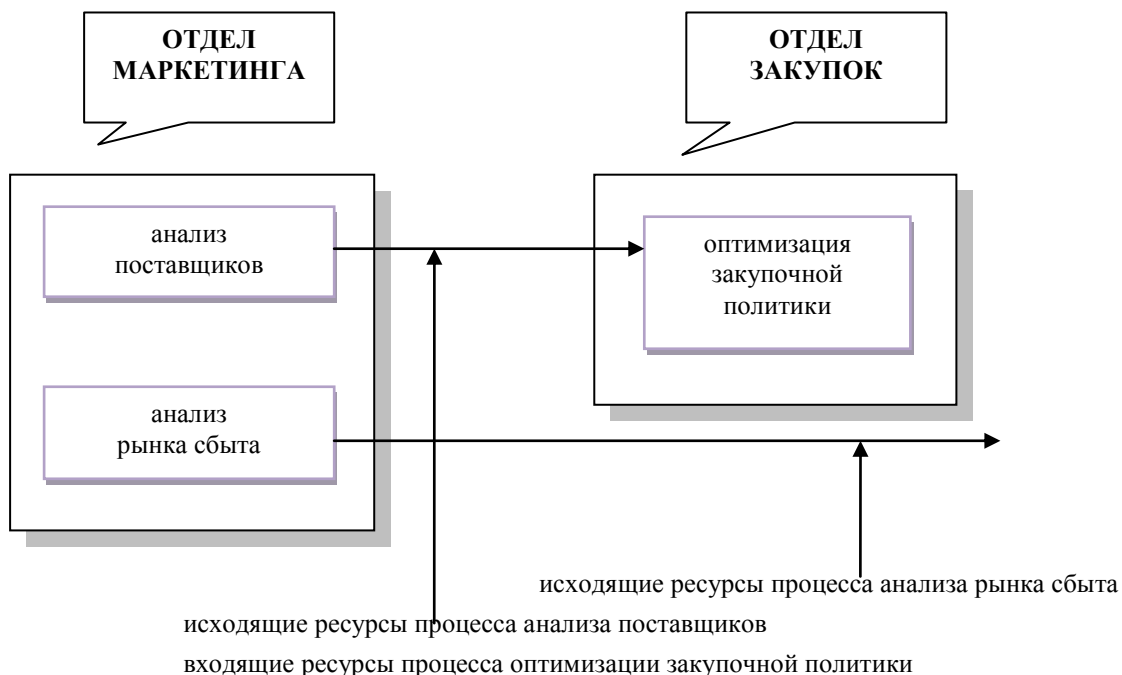 ОТДЕЛ
МАРКЕТИНГА
ОТДЕЛ
ЗАКУПОК
анализ
поставщиков
оптимизация
закупочной
политики
анализ
рынка сбыта
исходящие ресурсы процесса анализа рынка сбыта
исходящие ресурсы процесса анализа поставщиков
входящие ресурсы процесса оптимизации закупочной политики